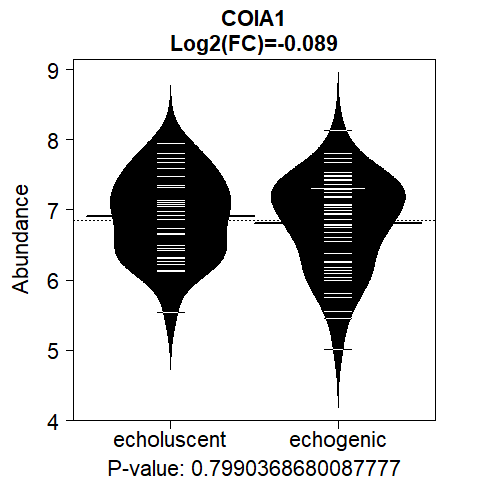 COIA1
Log2(FC)=-0.089
Abundance
9
8
7
6
5
4
echoluscent echogenic
P-value: 0.7990368680087777